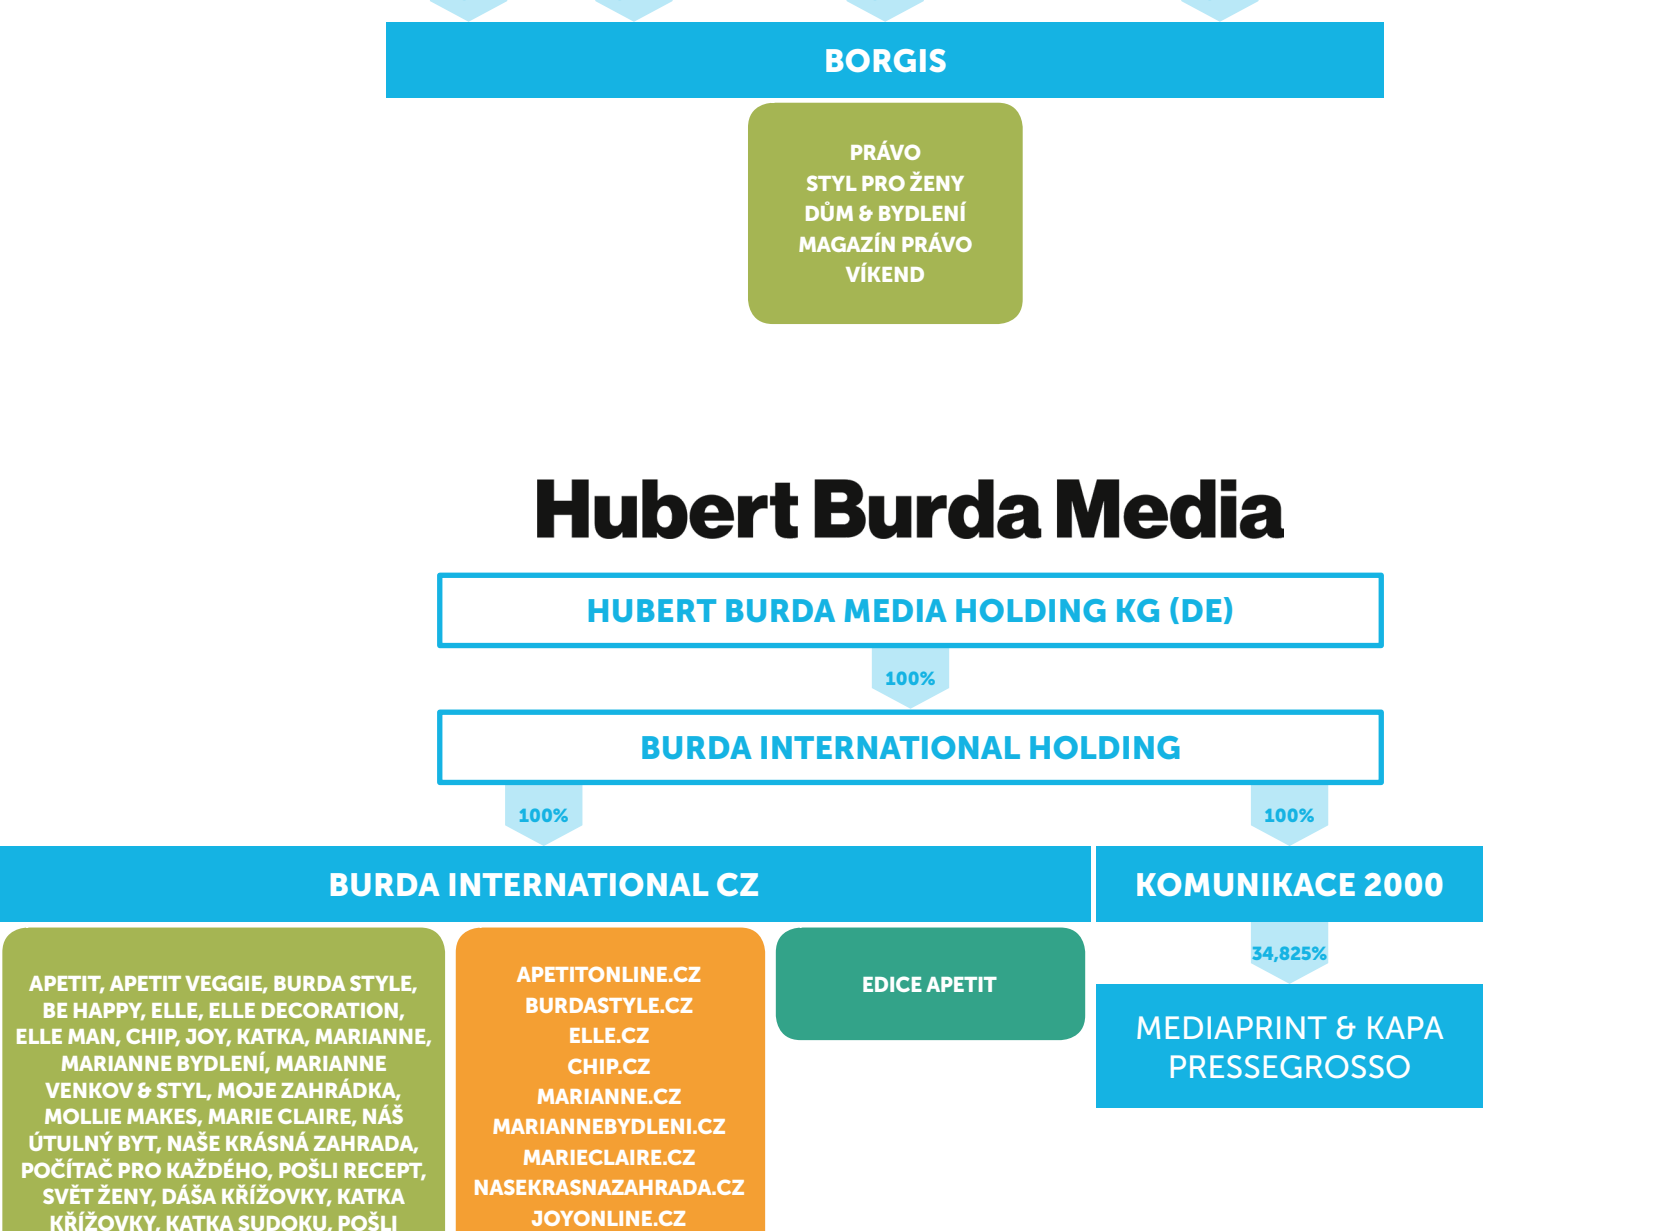 BORGIS
PRÁVO
STYL PRO ŽENY
DŮM & BYDLENÍ
MAGAZÍN PRÁVO
VÍKEND
Hubert Burda Media
HUBERT BURDA MEDIA HOLDING KG (DE)
100%
BURDA INTERNATIONAL HOLDING
100%
100%
BURDA INTERNATIONAL CZ
KOMUNIKACE 2000
APETIT, APETIT VEGGIE, BURDA STYLE,
BE HAPPY, ELLE, ELLE DECORATION,
ELLE MAN, CHIP, JOY, KATKA, MARIANNE,
MARIANNE BYDLENÍ, MARIANNE
VENKOV & STYL, MOJE ZAHRÁDKA,
MOLLIE MAKES, MARIE CLAIRE, NÁŠ
ÚTULNÝ BYT, NAŠE KRÁSNÁ ZAHRADA,
POČÍTAČ PRO KAŽDÉHO, POŠLI RECEPT,
SVĚT ŽENY, DÁŠA KŘÍŽOVKY, KATKA
KŘÍŽOVKY, KATKA SUDOKU, POŠLI
APETITONLINE.CZ
BURDASTYLE.CZ
ELLE.CZ
CHIP.CZ
MARIANNE.CZ
MARIANNEBYDLENI.CZ
MARIECLAIRE.CZ
NASEKRASNAZAHRADA.CZ
JOYONLINE.CZ
EDICE APETIT
34,825%
MEDIAPRINT & KAPA
PRESSEGROSSO